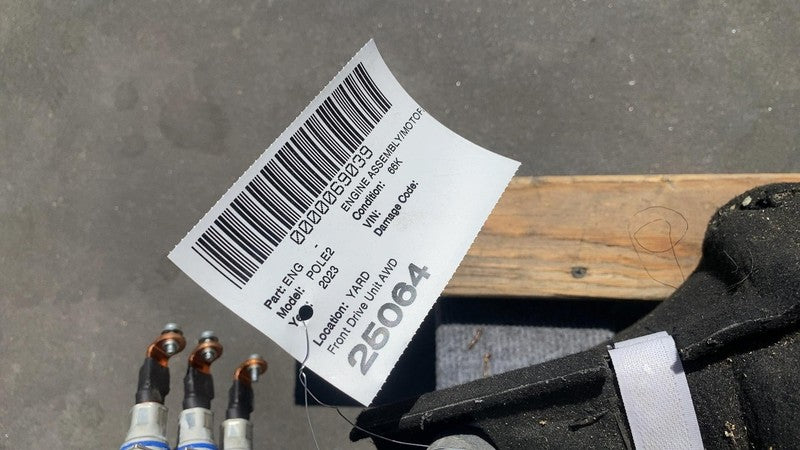 0000069039
ENGINE ASSEMBLY/MOTOR
Part: ENG -
Condition: 66K
Model: POLE2
VIN:
2023
Damage Code:
Location: YARD
Front Drive Unit AWD
25064